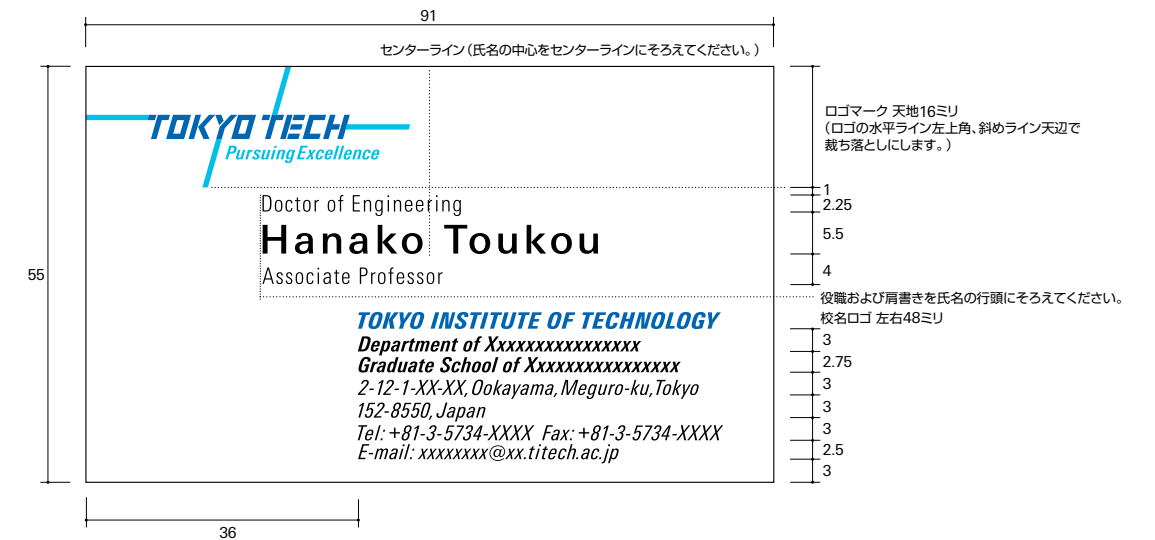 91
センターライン（氏名の中心をセンターラインにそろえてください。）
55
TOKYO TECH
Pursuing Excellence
ロゴマーク 天地16ミリ
（ロゴの水平ライン左上角、斜めライン天辺で
裁ち落としにします。）
1
Doctor of Engineering
2.25
Hanako Toukou
5.5
Associate Professor
4
役職および肩書きを氏名の行頭にそろえてください。
校名ロゴ 左右48ミリ
TOKYO INSTITUTE OF TECHNOLOGY
3
Department of Xxxxxxxxxxxxxxxx
2.75
Graduate School of Xxxxxxxxxxxxxxxx
3
2-12-1-XX-XX, Ookayama, Meguro-ku, Tokyo
3
152-8550, Japan
3
Tel: +81-3-5734-XXXX Fax: +81-3-5734-XXXX
2.5
E-mail: xxxxxxxx@xx.titech.ac.jp
3
36